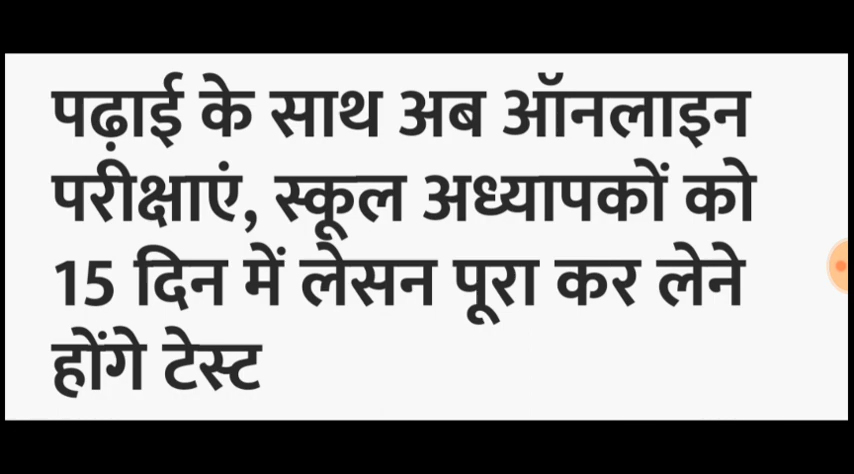 पढ़ाई के साथ अब ऑनलाइन
परीक्षाएं, स्कूल अध्यापकों को
15 दिन में लेसन पूरा कर लेने
होंगे टेस्ट